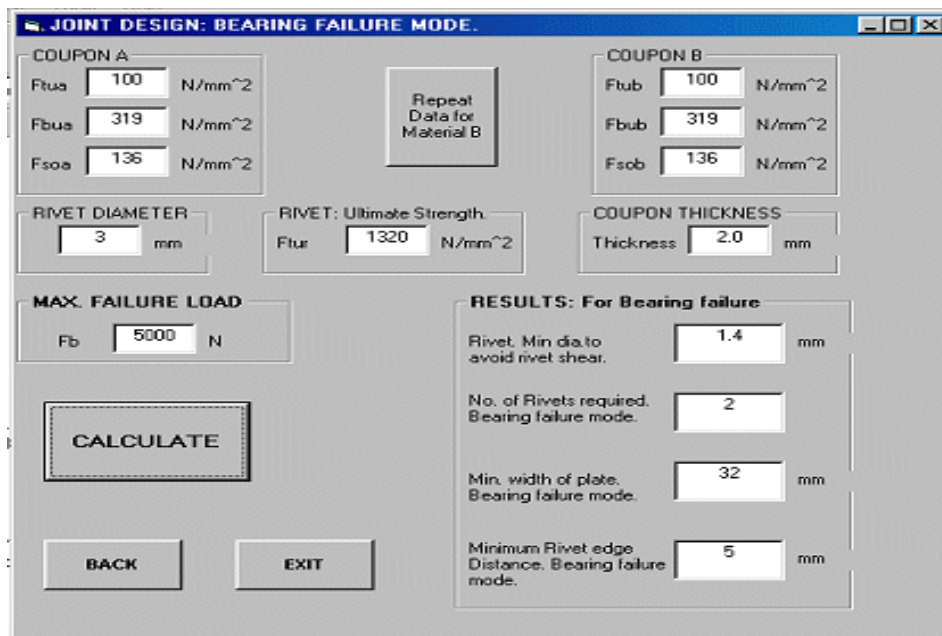 JOINT DESIGN: BEARING FAILURE MODE.
COUPON A
Ftua 100 N/mm^2
Fbua 319 N/mm^2
Fsoa 136 N/mm^2
Repeat
Data for
Material B
COUPON B
Ftub 100 N/mm^2
Fbub 319 N/mm^2
Fsob 136 N/mm^2
RIVET DIAMETER
3 mm
RIVET: Ultimate Strength.
Ftur 1320 N/mm^2
COUPON THICKNESS
Thickness 2.0 mm
MAX. FAILURE LOAD
Fb 5000 N
CALCULATE
BACK
EXIT
RESULTS: For Bearing failure
Rivet. Min dia.to
avoid rivet shear.
1.4 mm
No. of Rivets required.
Bearing failure mode.
2
Min. width of plate.
Bearing failure mode.
32 mm
Minimum Rivet edge
Distance. Bearing failure
mode.
5 mm